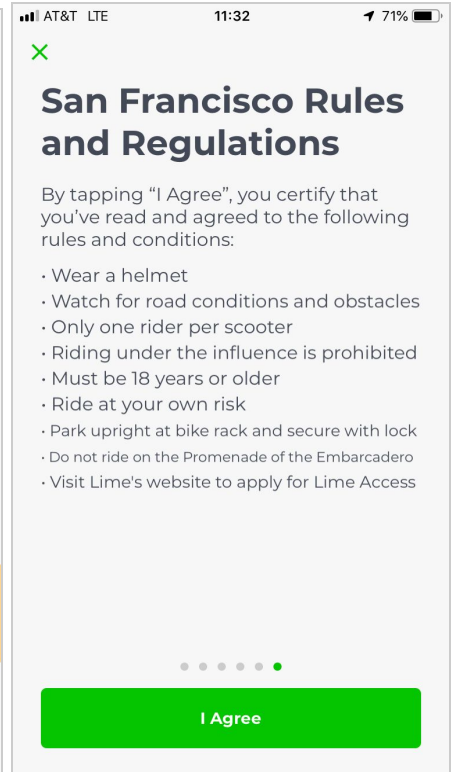 AT&T LTE 11:32 71%
San Francisco Rules
and Regulations
By tapping “I Agree”, you certify that
you’ve read and agreed to the following
rules and conditions:
• Wear a helmet
• Watch for road conditions and obstacles
• Only one rider per scooter
• Riding under the influence is prohibited
• Must be 18 years or older
• Ride at your own risk
• Park upright at bike rack and secure with lock
• Do not ride on the Promenade of the Embarcadero
• Visit Lime's website to apply for Lime Access
I Agree